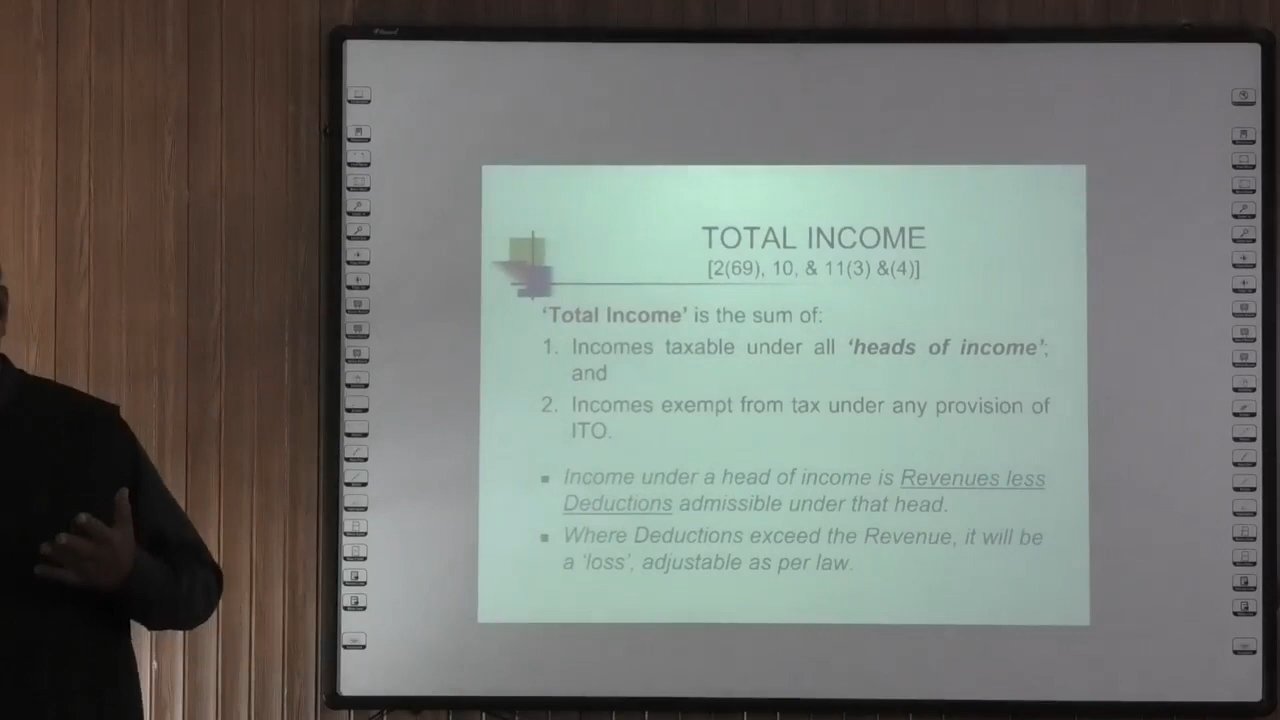 TOTAL INCOME
[2(69), 10, & 11(3) &(4)]
‘Total Income’ is the sum of:
1. Incomes taxable under all ‘heads of income’;
and
2. Incomes exempt from tax under any provision of
ITO.
▪ Income under a head of income is Revenues less
Deductions admissible under that head.
▪ Where Deductions exceed the Revenue, it will be
a ‘loss’, adjustable as per law.